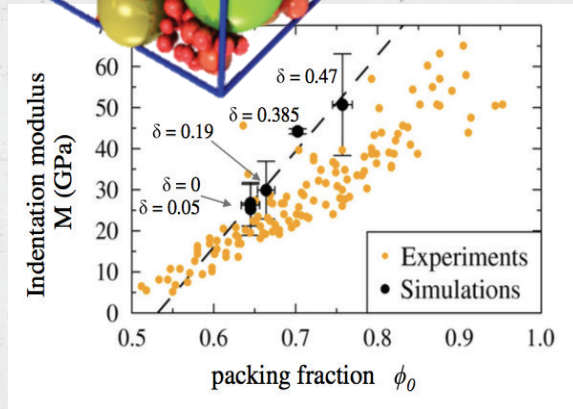 60
50
40
30
20
10
0
Indentation modulus
M (GPa)
δ = 0.47
δ = 0.385
δ = 0.19
δ = 0
δ = 0.05
Experiments
Simulations
0.5 0.6 0.7 0.8 0.9 1.0
packing fraction ϕ₀